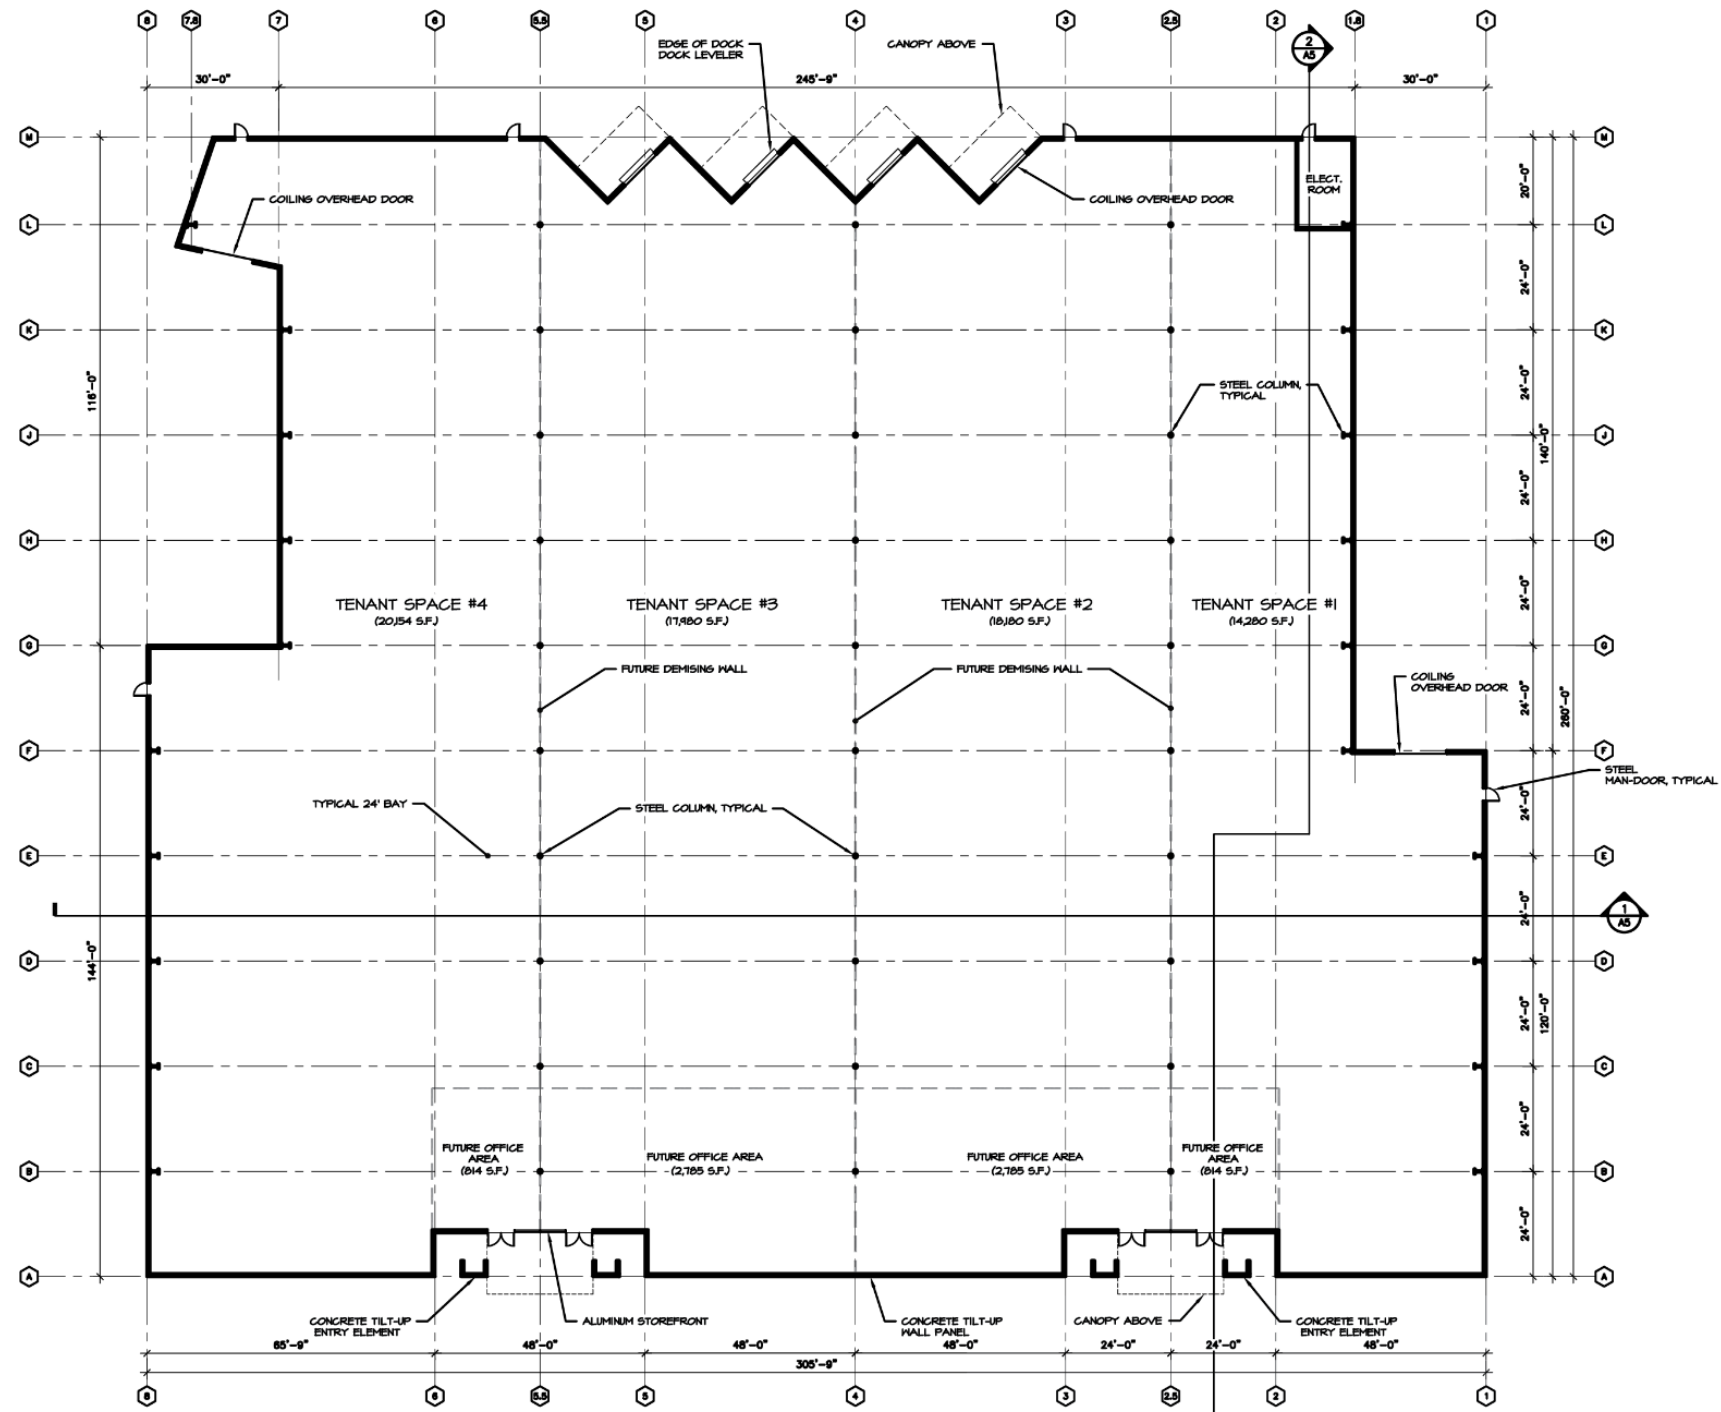 8 7.8 7 6 5.5 5 4 3 2.5 2 1.8 1
2
A5
EDGE OF DOCK
DOCK LEVELER
CANOPY ABOVE
30'-0" 245'-9" 30'-0"
M M
ELECT.
ROOM
20'-0"
COILING OVERHEAD DOOR
COILING OVERHEAD DOOR
L L
24'-0"
K K
116'-0"
STEEL COLUMN,
TYPICAL
24'-0"
J J
140'-0"
24'-0"
H H
24'-0"
TENANT SPACE #4
(20,154 S.F.)
TENANT SPACE #3
(17,980 S.F.)
TENANT SPACE #2
(18,180 S.F.)
TENANT SPACE #1
(14,280 S.F.)
G G
FUTURE DEMISING WALL
FUTURE DEMISING WALL
COILING
OVERHEAD DOOR
24'-0"
260'-0"
F F
STEEL
MAN-DOOR, TYPICAL
TYPICAL 24' BAY
STEEL COLUMN, TYPICAL
24'-0"
E E
24'-0"
1
A5
144'-0"
D D
24'-0"
120'-0"
C C
24'-0"
FUTURE OFFICE
AREA
(814 S.F.)
FUTURE OFFICE AREA
(2,785 S.F.)
FUTURE OFFICE AREA
(2,785 S.F.)
FUTURE OFFICE
AREA
(814 S.F.)
B B
24'-0"
A A
CONCRETE TILT-UP
ENTRY ELEMENT
ALUMINUM STOREFRONT
CONCRETE TILT-UP
WALL PANEL
CANOPY ABOVE
CONCRETE TILT-UP
ENTRY ELEMENT
65'-9" 48'-0" 48'-0" 48'-0" 24'-0" 24'-0" 48'-0"
305'-9"
8 6 5.5 5 4 3 2.5 2 1